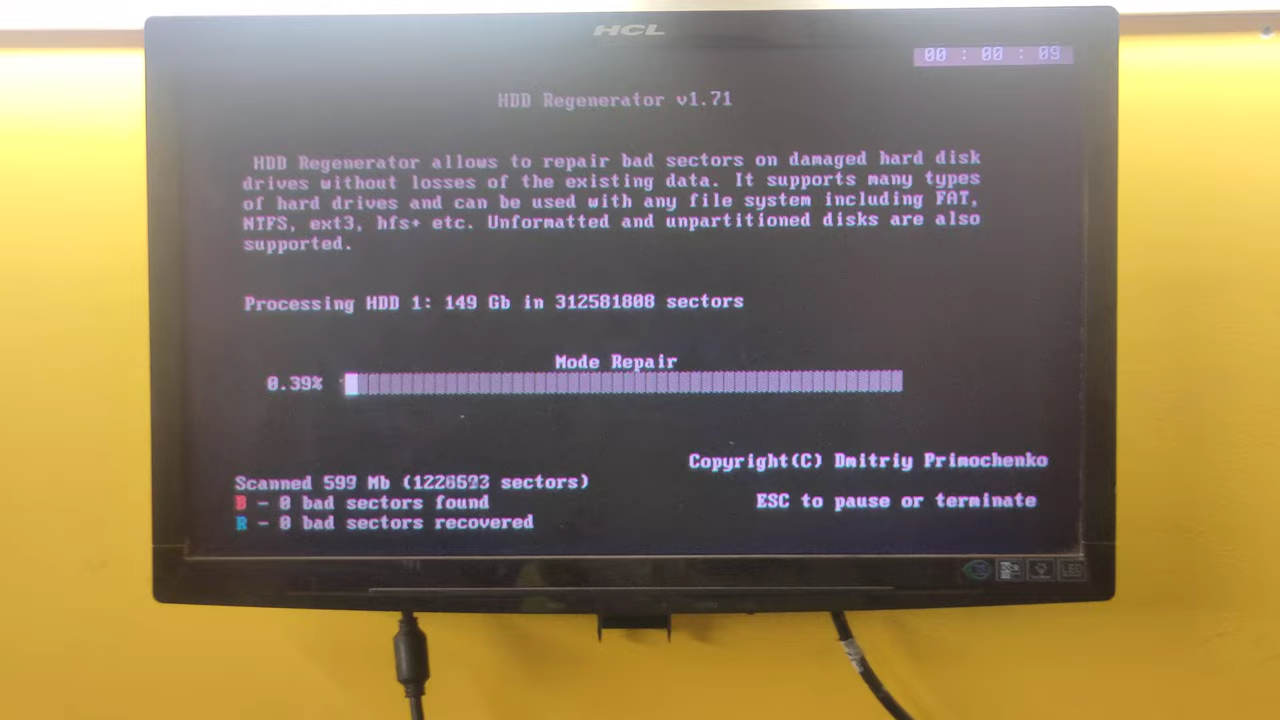 HCL
00 : 00 : 09
HDD Regenerator v1.71
HDD Regenerator allows to repair bad sectors on damaged hard disk
drives without losses of the existing data. It supports many types
of hard drives and can be used with any file system including FAT,
NTFS, ext3, hfs+ etc. Unformatted and unpartitioned disks are also
supported.
Processing HDD 1: 149 Gb in 312581808 sectors
Mode Repair
0.39%
Copyright(C) Dmitriy Primochenko
Scanned 599 Mb (1226693 sectors)
B - 0 bad sectors found
ESC to pause or terminate
R - 0 bad sectors recovered
LED